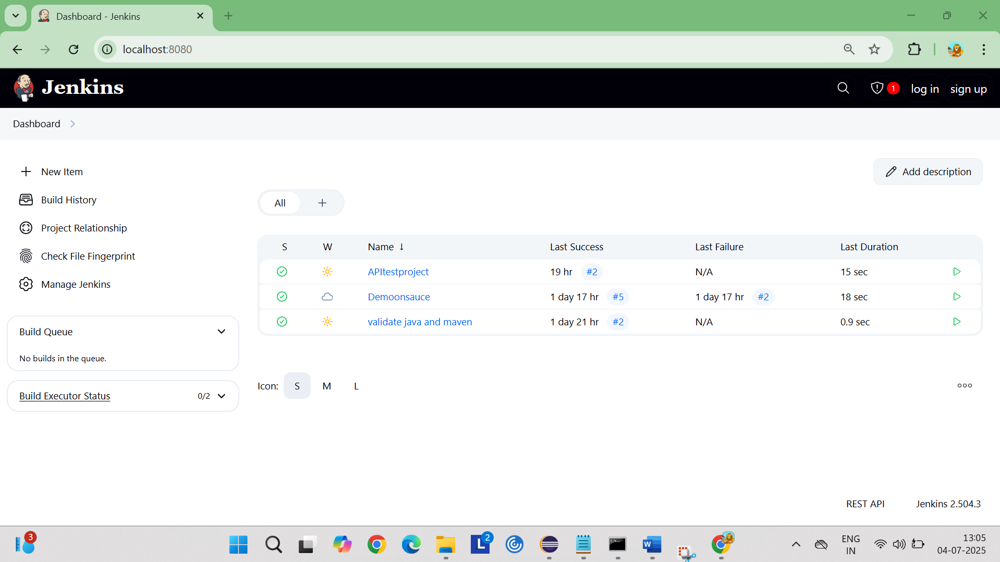 Dashboard - Jenkins
localhost:8080
Jenkins
1
log in
sign up
Dashboard
New Item
Build History
Project Relationship
Check File Fingerprint
Manage Jenkins
Build Queue
No builds in the queue.
Build Executor Status 0/2
Add description
All
S W Name ↓ Last Success Last Failure Last Duration
APItestproject 19 hr #2 N/A 15 sec
Demoonsauce 1 day 17 hr #5 1 day 17 hr #2 18 sec
validate java and maven 1 day 21 hr #2 N/A 0.9 sec
Icon: S M L
REST API Jenkins 2.504.3
3
L 2
W
ENG
IN
13:05
04-07-2025